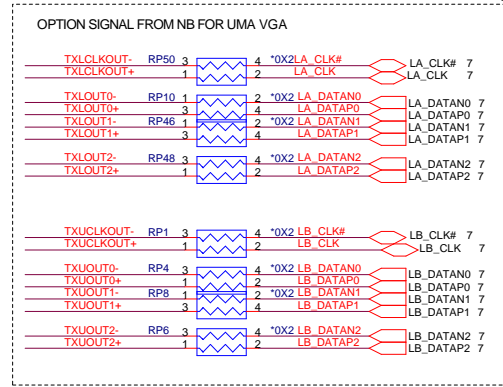 OPTION SIGNAL FROM NB FOR UMA VGA
TXLCLKOUT- RP50 3 4 *0X2 LA_CLK# LA_CLK# 7
TXLCLKOUT+ 1 2 LA_CLK LA_CLK 7
TXLOUT0- RP10 1 2 *0X2 LA_DATAN0 LA_DATAN0 7
TXLOUT0+ 3 4 LA_DATAP0 LA_DATAP0 7
TXLOUT1- RP46 1 2 *0X2 LA_DATAN1 LA_DATAN1 7
TXLOUT1+ 3 4 LA_DATAP1 LA_DATAP1 7
TXLOUT2- RP48 3 4 *0X2 LA_DATAN2 LA_DATAN2 7
TXLOUT2+ 1 2 LA_DATAP2 LA_DATAP2 7
TXUCLKOUT- RP1 3 4 *0X2 LB_CLK# LB_CLK# 7
TXUCLKOUT+ 1 2 LB_CLK LB_CLK 7
TXUOUT0- RP4 3 4 *0X2 LB_DATAN0 LB_DATAN0 7
TXUOUT0+ 1 2 LB_DATAP0 LB_DATAP0 7
TXUOUT1- RP8 1 2 *0X2 LB_DATAN1 LB_DATAN1 7
TXUOUT1+ 3 4 LB_DATAP1 LB_DATAP1 7
TXUOUT2- RP6 3 4 *0X2 LB_DATAN2 LB_DATAN2 7
TXUOUT2+ 1 2 LB_DATAP2 LB_DATAP2 7